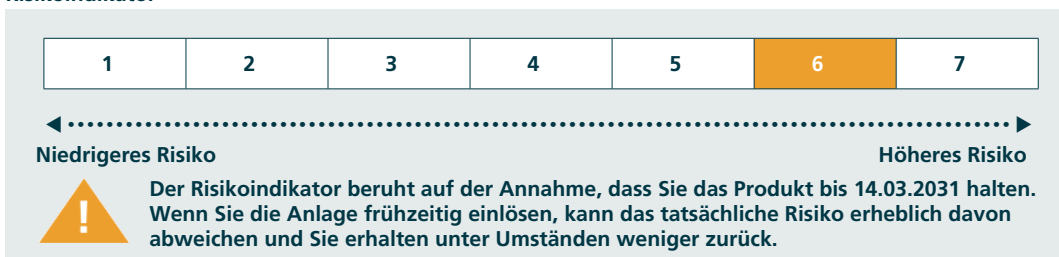 Risikoindikator
1 2 3 4 5 6 7
Niedrigeres Risiko Höheres Risiko
Der Risikoindikator beruht auf der Annahme, dass Sie das Produkt bis 14.03.2031 halten.
Wenn Sie die Anlage frühzeitig einlösen, kann das tatsächliche Risiko erheblich davon
abweichen und Sie erhalten unter Umständen weniger zurück.